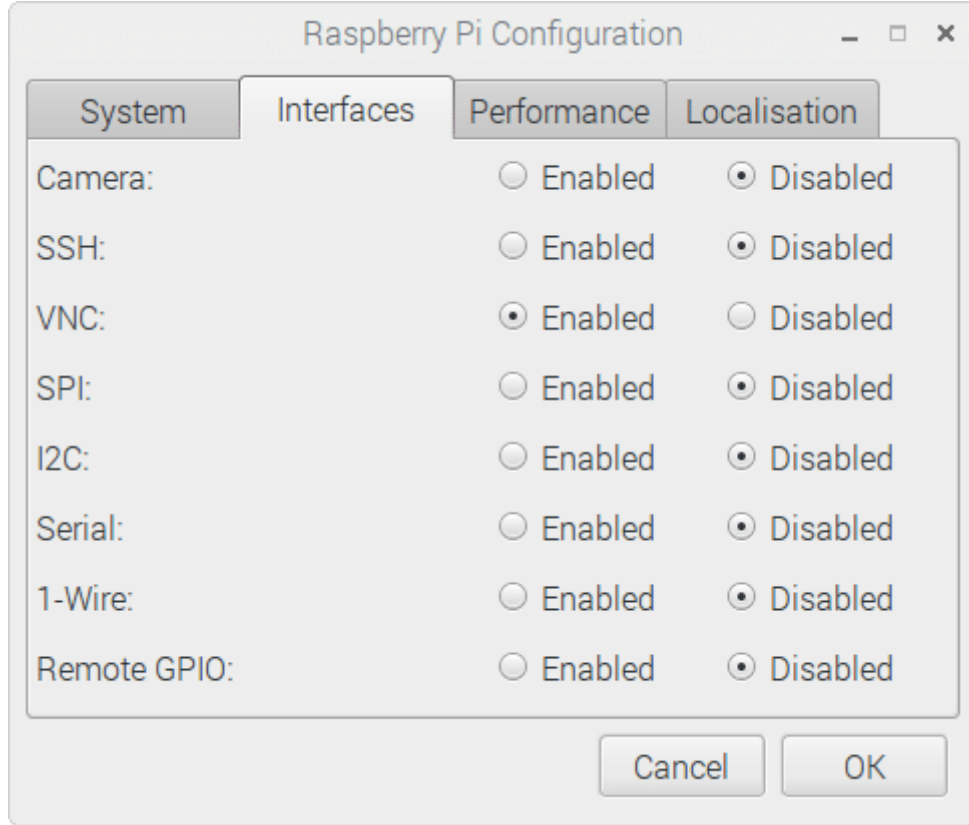 Raspberry Pi Configuration
System Interfaces Performance Localisation
Camera: Enabled Disabled
SSH: Enabled Disabled
VNC: Enabled Disabled
SPI: Enabled Disabled
I2C: Enabled Disabled
Serial: Enabled Disabled
1-Wire: Enabled Disabled
Remote GPIO: Enabled Disabled
Cancel OK